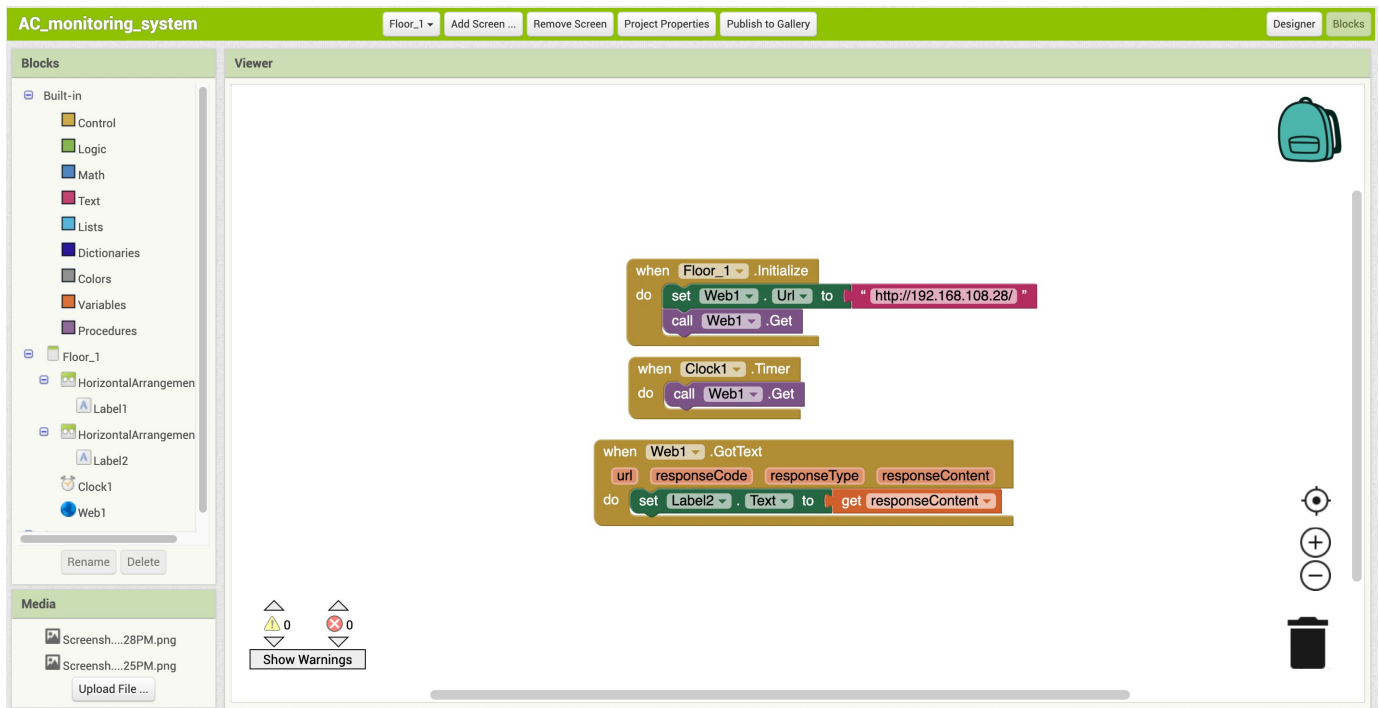 AC_monitoring_system
Floor_1 Add Screen ... Remove Screen Project Properties Publish to Gallery Designer Blocks
Blocks
Built-in
Control
Logic
Math
Text
Lists
Dictionaries
Colors
Variables
Procedures
Floor_1
HorizontalArrangemen
Label1
HorizontalArrangemen
Label2
Clock1
Web1
Rename Delete
Media
Screensh....28PM.png
Screensh....25PM.png
Upload File ...
Viewer
when Floor_1 .Initialize
do set Web1 . Url to " http://192.168.108.28/ "
call Web1 .Get
when Clock1 .Timer
do call Web1 .Get
when Web1 .GotText
url responseCode responseType responseContent
do set Label2 . Text to get responseContent
0 0
Show Warnings